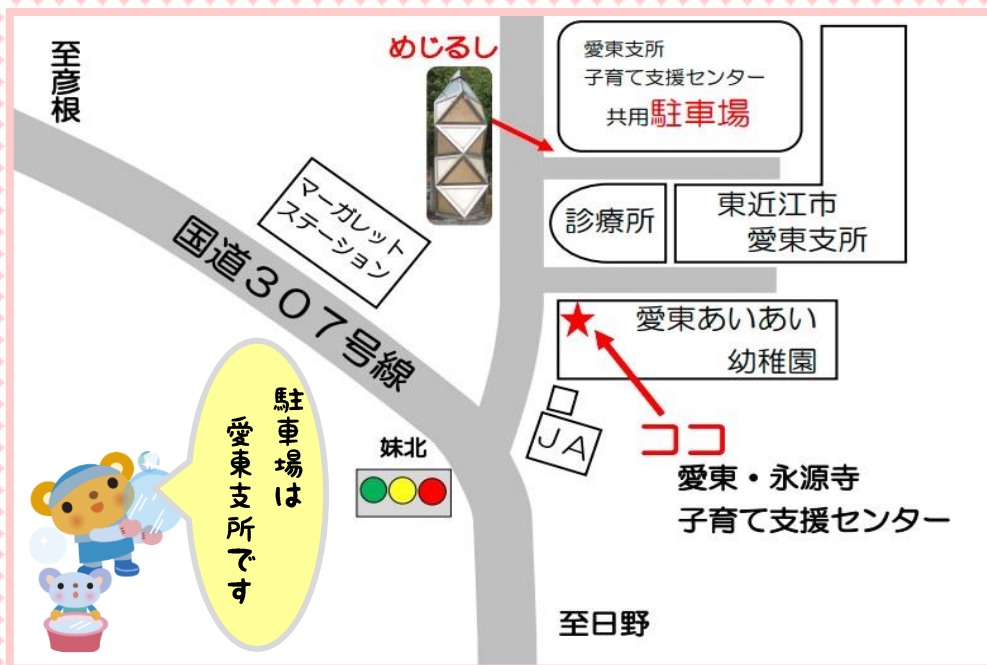 至彦根
めじるし
愛東支所
子育て支援センター
共用駐車場
マーガレット
ステーション
診療所
東近江市
愛東支所
国道307号線
愛東あいあい
幼稚園
JA
ココ
愛東・永源寺
子育て支援センター
妹北
駐車場は
愛東支所です
至日野